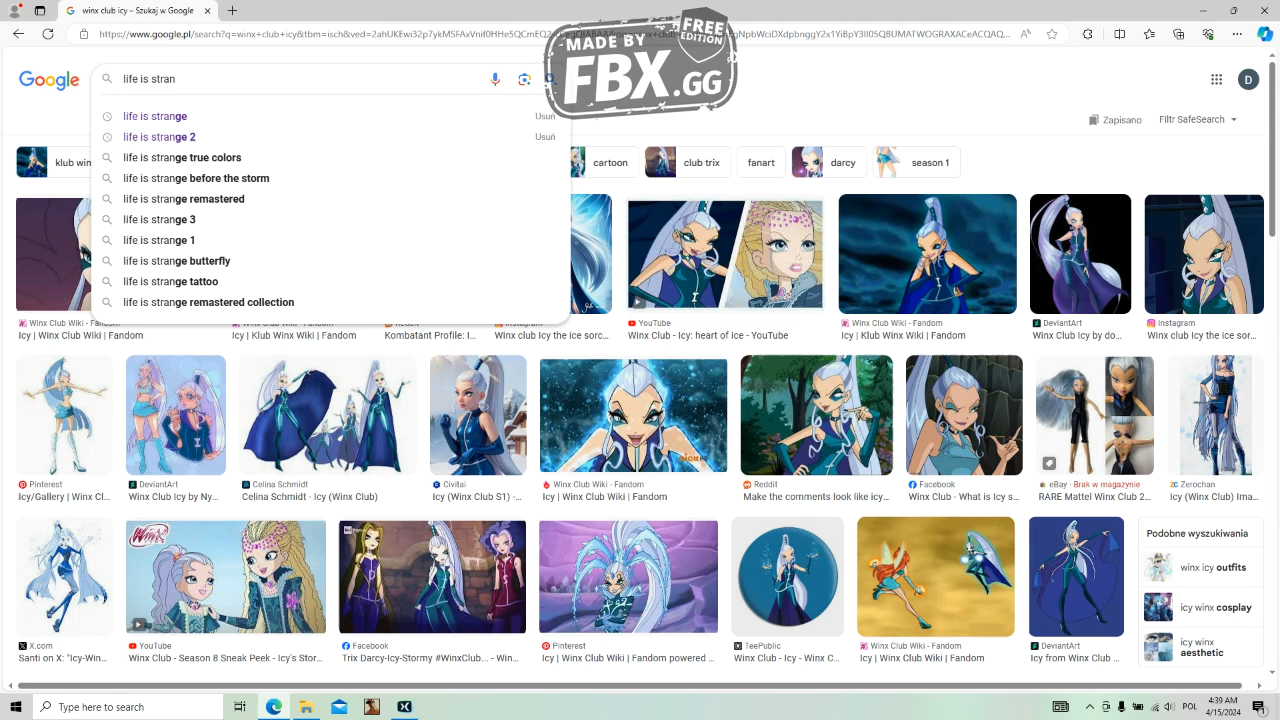 winx club icy – Szukaj w Google
https://www.google.pl/search?q=winx+club+icy&tbm=isch&ved=2ahUKEwi32p7ykMSFAxVnif0HHe5QCmEQ2
MADE BY
FREE
EDITION
FBX.GG
Google
life is stran
D
life is strange
Usuń
life is strange 2
Usuń
life is strange true colors
life is strange before the storm
life is strange remastered
life is strange 3
life is strange 1
life is strange butterfly
life is strange tattoo
life is strange remastered collection
Zapisano
Filtr SafeSearch
klub win
cartoon
club trix
fanart
darcy
season 1
Winx Club Wiki - Fandom
Icy | Winx Club Wiki | Fandom
Winx Club Wiki - Fandom
Icy | Klub Winx Wiki | Fandom
Reddit
Kombatant Profile: I...
Instagram
Winx club Icy the ice sorc...
YouTube
Winx Club - Icy: heart of ice - YouTube
Winx Club Wiki - Fandom
Icy | Klub Winx Wiki | Fandom
DeviantArt
Winx Club Icy by do...
Instagram
Winx club Icy the ice sor...
Pinterest
Icy/Gallery | Winx Cl...
DeviantArt
Winx Club Icy by Ny...
Celina Schmidt
Celina Schmidt - Icy (Winx Club)
Civitai
Icy (Winx Club S1) -...
Winx Club Wiki - Fandom
Icy | Winx Club Wiki | Fandom
Reddit
Make the comments look like icy...
Facebook
Winx Club - What is Icy s...
eBay · Brak w magazynie
RARE Mattel Winx Club 2...
Zerochan
Icy (Winx Club) Ima...
WINX
X.com
Santi on X: "Icy-Win...
YouTube
Winx Club - Season 8 Sneak Peek - Icy's Stor...
Facebook
Trix Darcy-Icy-Stormy #WinxClub... - Win...
Pinterest
Icy | Winx Club Wiki | Fandom powered ...
TeePublic
Winx Club - Icy - Winx C...
Winx Club Wiki - Fandom
Icy | Winx Club Wiki | Fandom
DeviantArt
Icy from Winx Club ...
Podobne wyszukiwania
winx icy outfits
icy winx cosplay
icy winx
aesthetic
Type here to search
POL
4:39 AM
4/15/2024